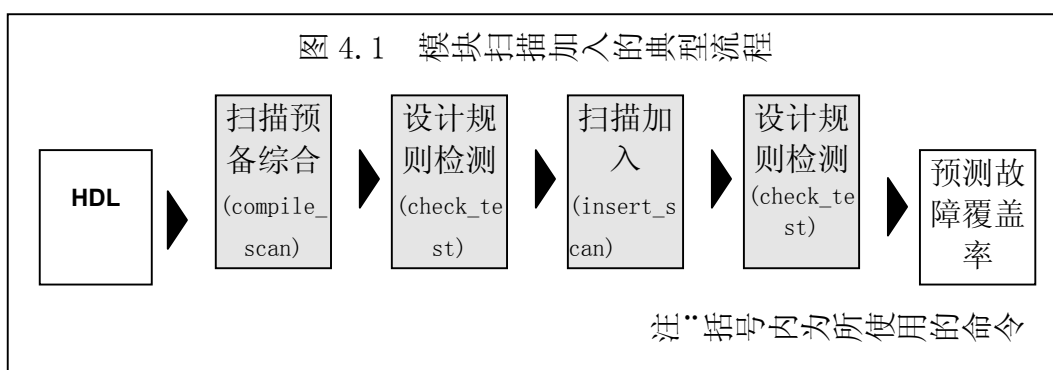 图 4.1 模块扫描加入的典型流程
HDL
扫描预
备综合
(compile_
scan)
设计规
则检测
(check_te
st)
扫描加
入
(insert_s
can)
设计规
则检测
(check_te
st)
预测故
障覆盖
率
注:括号内为所使用的命令